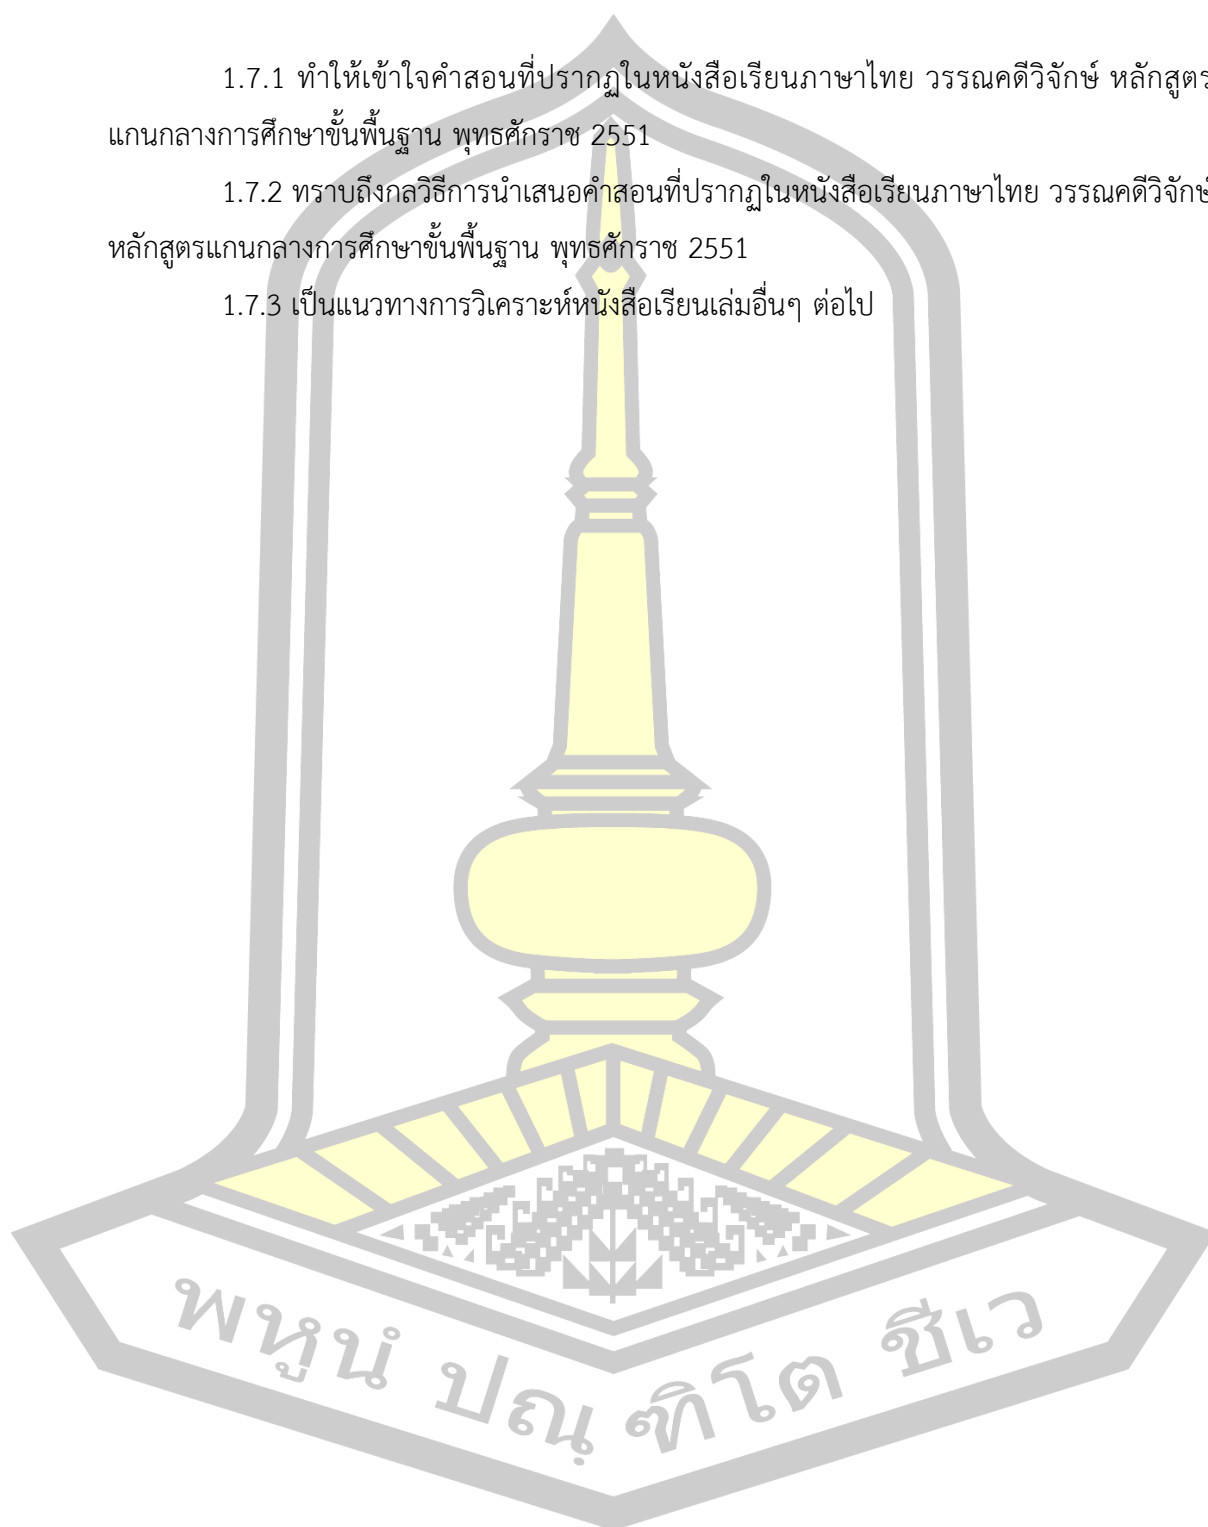 1.7.1 ทำให้เข้าใจคำสอนที่ปรากฏในหนังสือเรียนภาษาไทย วรรณคดีวิจักษ์ หลักสูตร
แกนกลางการศึกษาขั้นพื้นฐาน พุทธศักราช 2551
1.7.2 ทราบถึงกลวิธีการนำเสนอคำสอนที่ปรากฏในหนังสือเรียนภาษาไทย วรรณคดีวิจักษ์
หลักสูตรแกนกลางการศึกษาขั้นพื้นฐาน พุทธศักราช 2551
1.7.3 เป็นแนวทางการวิเคราะห์หนังสือเรียนเล่มอื่นๆ ต่อไป
พหูนํ ปณฺฑิโต ชีเว